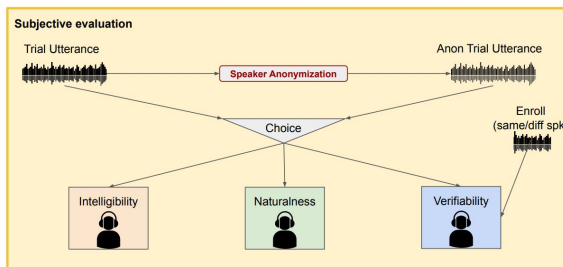 Subjective evaluation
Trial Utterance
Anon Trial Utterance
Speaker Anonymization
Enroll
(same/diff spk
Choice
Intelligibility
Naturalness
Verifiability